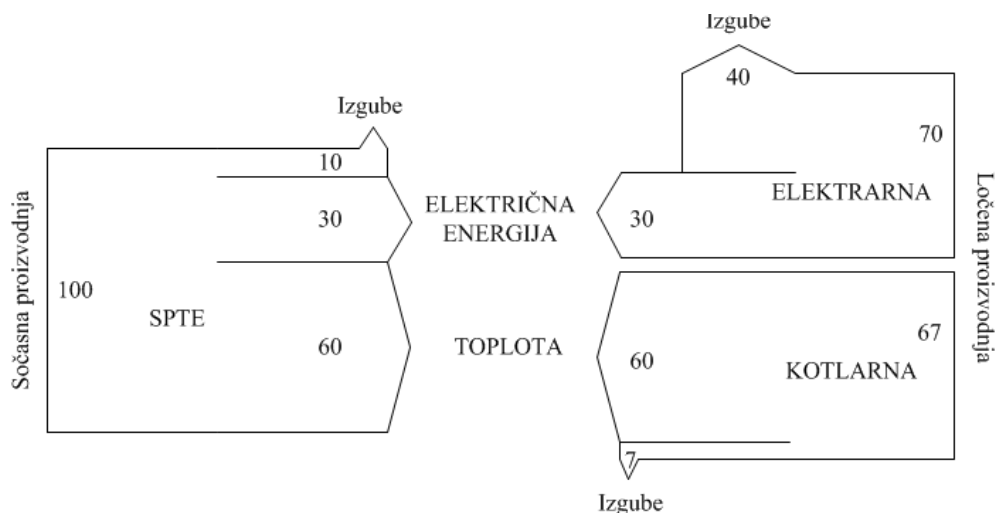 Izgube
40
Izgube
70
10
ELEKTRIČNA
ENERGIJA
ELEKTRARNA
30
30
Sočasna proizvodnja
Ločena proizvodnja
100
SPTE
60
TOPLOTA
60
67
KOTLARNA
7
Izgube